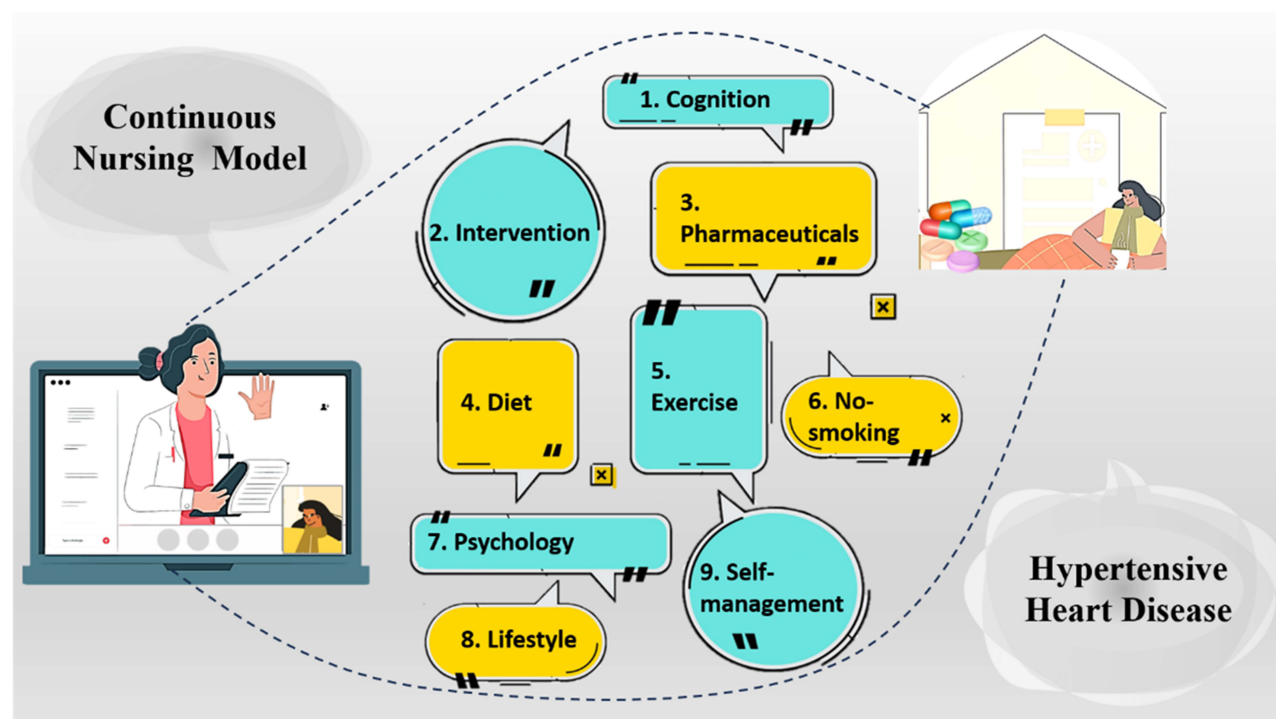 Continuous
Nursing Model
1. Cognition
2. Intervention
3.
Pharmaceuticals
4. Diet
5.
Exercise
6. No-
smoking
7. Psychology
8. Lifestyle
9. Self-
management
Hypertensive
Heart Disease